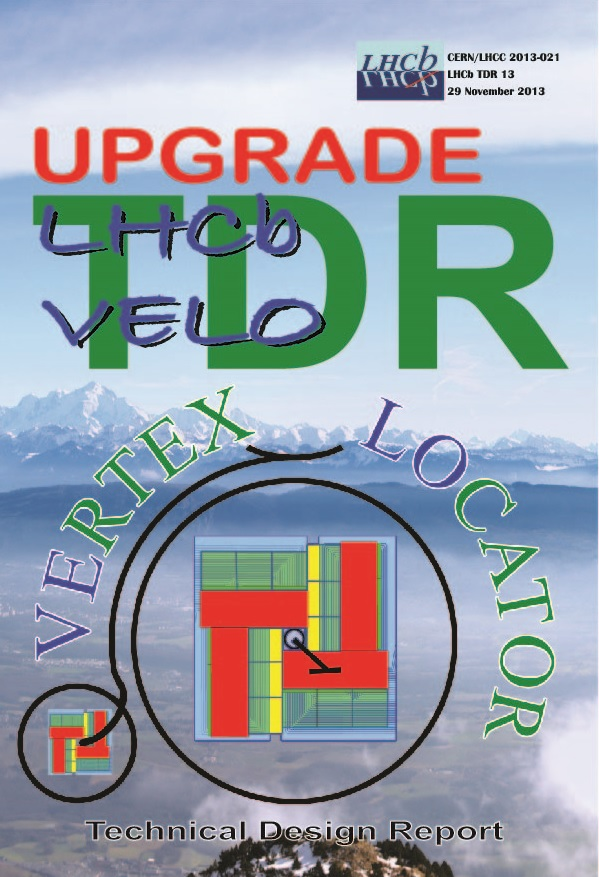 LHCb
CERN/LHCC 2013-021
LHCb TDR 13
29 November 2013
UPGRADE
TDR
LHCb
VELO
VERTEX LOCATOR
Technical Design Report